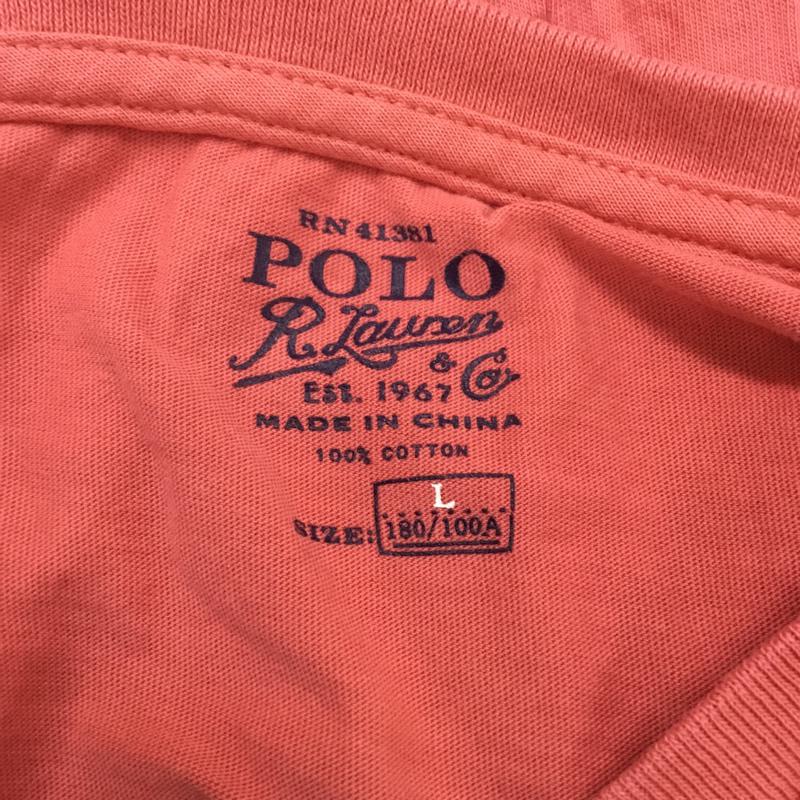 RN 41381
POLO
R. Lauren
& Co
EST. 1967
MADE IN CHINA
100% COTTON
L
SIZE: 180/100A